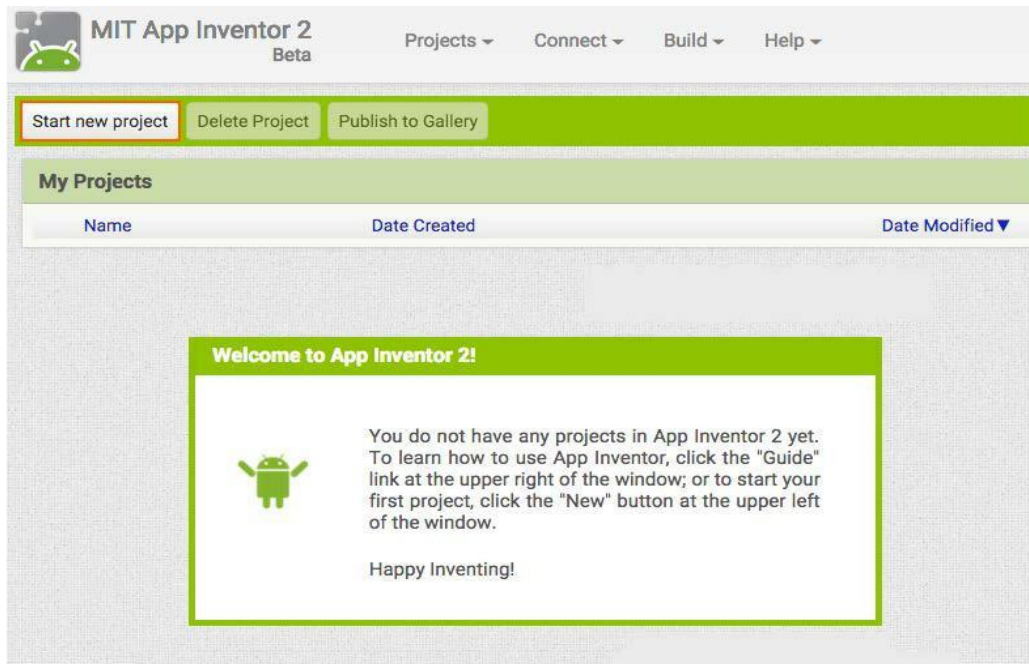 MIT App Inventor 2
Beta
Projects Connect Build Help
Start new project Delete Project Publish to Gallery
My Projects
Name Date Created Date Modified▼
Welcome to App Inventor 2!
You do not have any projects in App Inventor 2 yet.
To learn how to use App Inventor, click the "Guide"
link at the upper right of the window; or to start your
first project, click the "New" button at the upper left
of the window.
Happy Inventing!